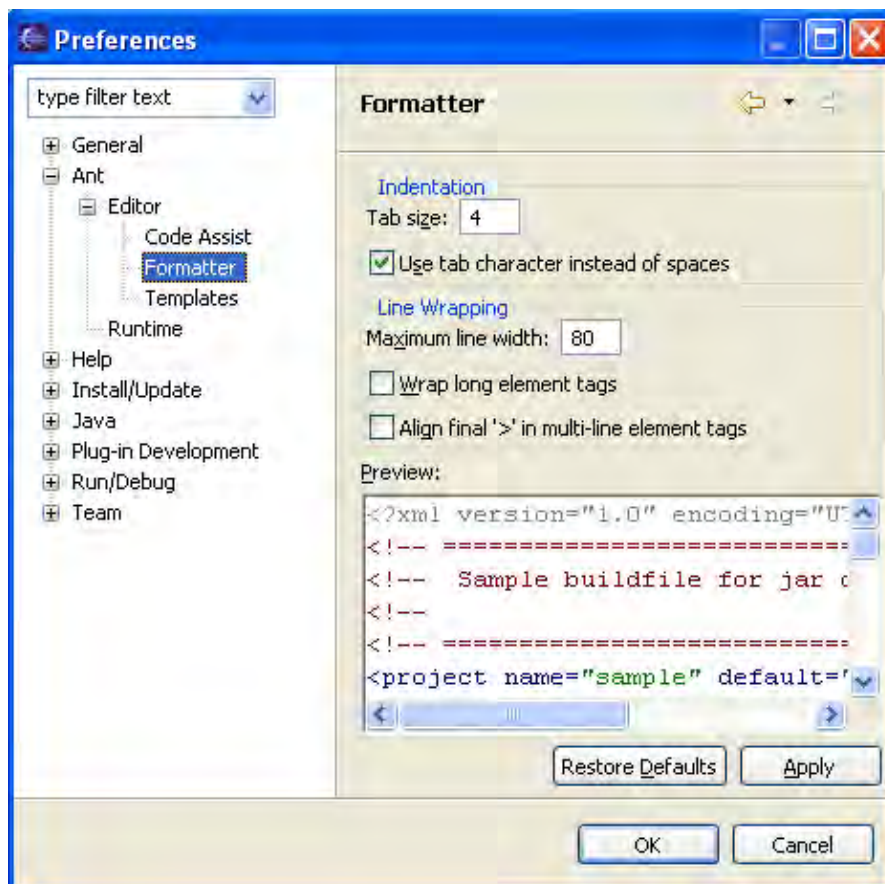 Preferences
type filter text
General
Ant
Editor
Code Assist
Formatter
Templates
Runtime
Help
Install/Update
Java
Plug-in Development
Run/Debug
Team
Formatter
Indentation
Tab size: 4
Use tab character instead of spaces
Line Wrapping
Maximum line width: 80
Wrap long element tags
Align final '>' in multi-line element tags
Preview:
<?xml version="1.0" encoding="U
<!-- ===========================
<!--  Sample buildfile for jar
<!--
<!-- ===========================
<project name="sample" default=
Restore Defaults Apply
OK Cancel